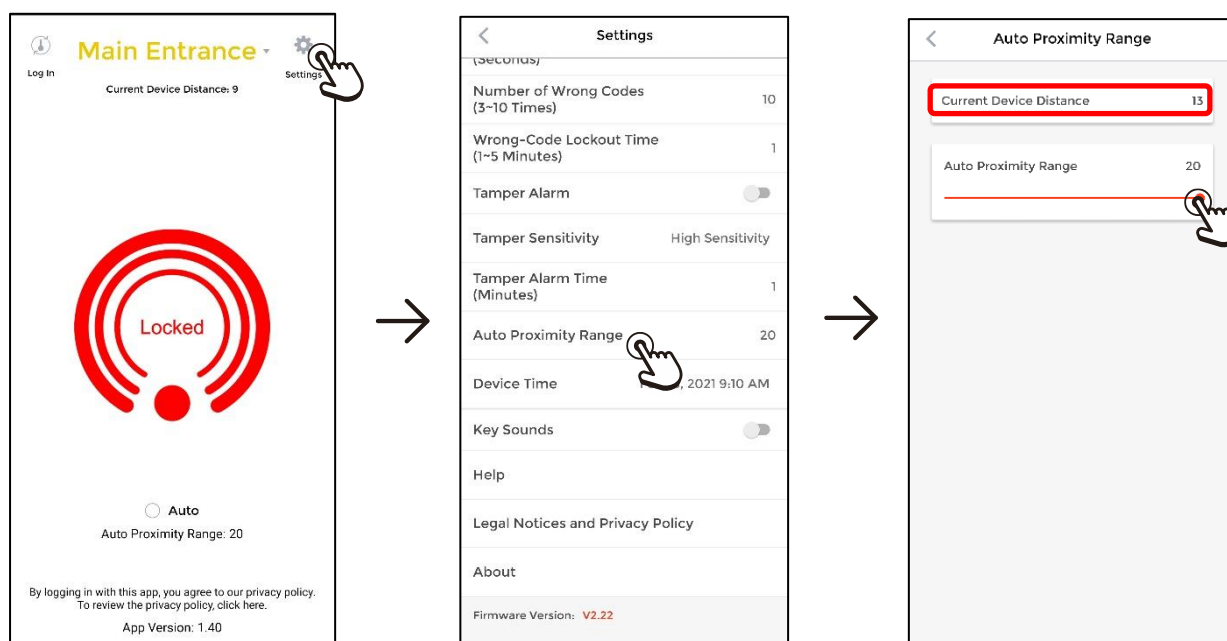 Main Entrance
Log In
Settings
Current Device Distance: 9
Locked
Auto
Auto Proximity Range: 20
By logging in with this app, you agree to our privacy policy.
To review the privacy policy, click here.
App Version: 1.40
Settings
(Seconds)
Number of Wrong Codes
(3~10 Times) 10
Wrong-Code Lockout Time
(1~5 Minutes) 1
Tamper Alarm
Tamper Sensitivity High Sensitivity
Tamper Alarm Time
(Minutes) 1
Auto Proximity Range 20
Device Time , 2021 9:10 AM
Key Sounds
Help
Legal Notices and Privacy Policy
About
Firmware Version: V2.22
Auto Proximity Range
Current Device Distance 13
Auto Proximity Range 20